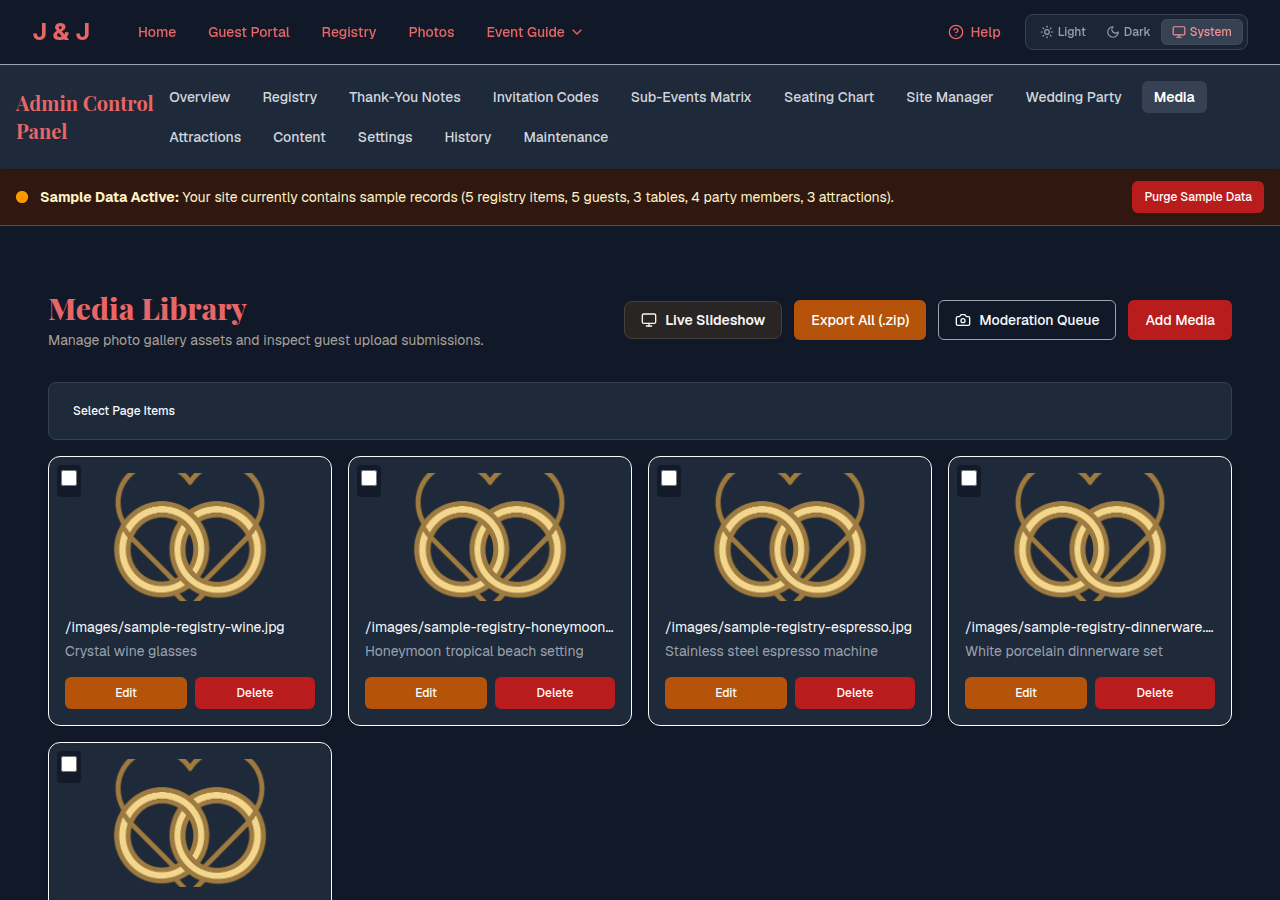 J & J
Home
Guest Portal
Registry
Photos
Event Guide
Help
Light
Dark
System
Admin Control
Panel
Overview
Registry
Thank-You Notes
Invitation Codes
Sub-Events Matrix
Seating Chart
Site Manager
Wedding Party
Media
Attractions
Content
Settings
History
Maintenance
Sample Data Active: Your site currently contains sample records (5 registry items, 5 guests, 3 tables, 4 party members, 3 attractions).
Purge Sample Data
Media Library
Manage photo gallery assets and inspect guest upload submissions.
Live Slideshow
Export All (.zip)
Moderation Queue
Add Media
Select Page Items
/images/sample-registry-wine.jpg
Crystal wine glasses
Edit
Delete
/images/sample-registry-honeymoon...
Honeymoon tropical beach setting
Edit
Delete
/images/sample-registry-espresso.jpg
Stainless steel espresso machine
Edit
Delete
/images/sample-registry-dinnerware....
White porcelain dinnerware set
Edit
Delete